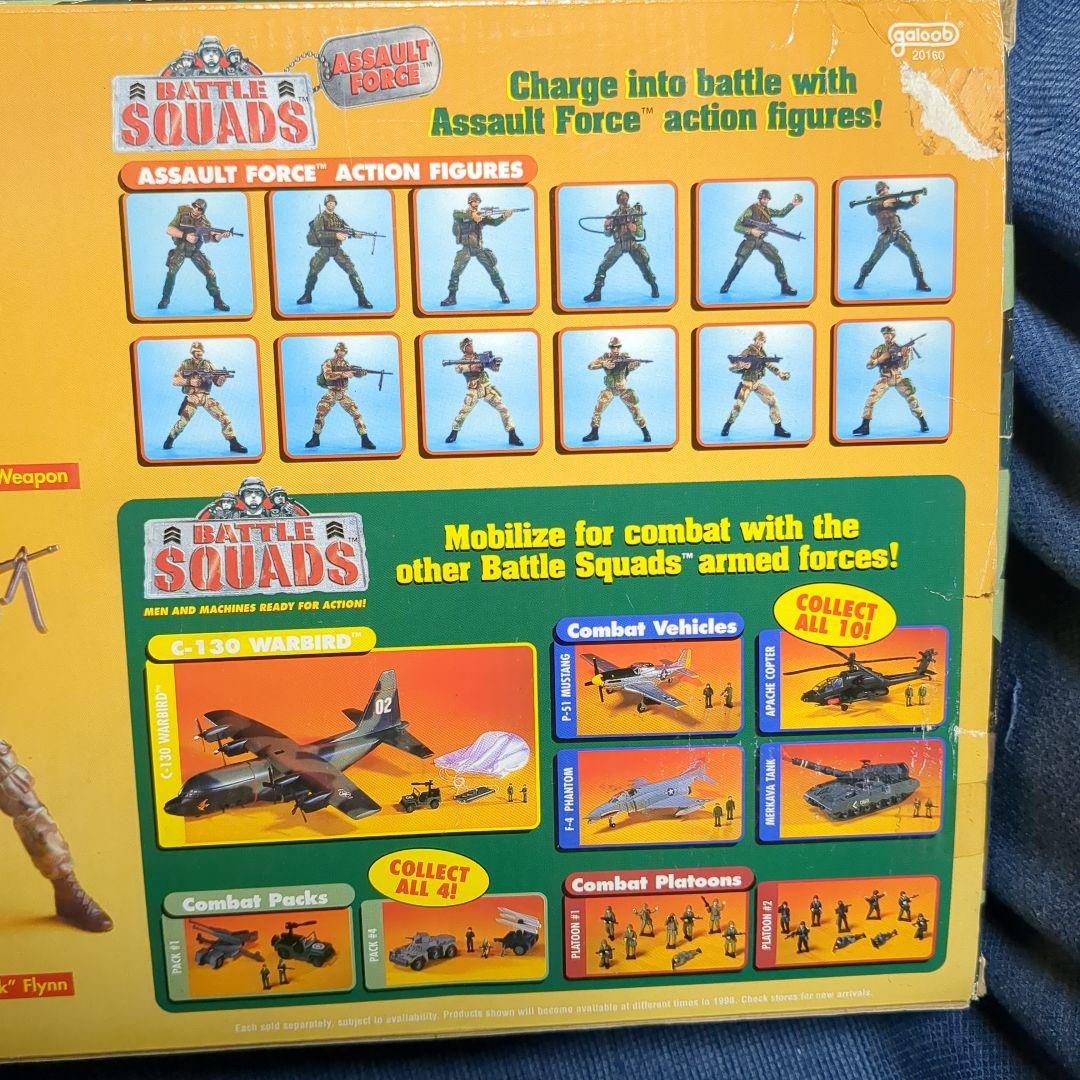 BATTLE
SQUADS™
ASSAULT
FORCE™
Charge into battle with
Assault Force™ action figures!
galoob®
20160
ASSAULT FORCE™ ACTION FIGURES
Weapon
BATTLE
SQUADS™
MEN AND MACHINES READY FOR ACTION!
Mobilize for combat with the
other Battle Squads™ armed forces!
C-130 WARBIRD™
C-130 WARBIRD™
02
Combat Vehicles
COLLECT
ALL 10!
P-51 MUSTANG
APACHE COPTER
F-4 PHANTOM
MERKAVA TANK
Combat Packs
COLLECT
ALL 4!
PACK #1
PACK #4
Combat Platoons
PLATOON #1
PLATOON #2
k" Flynn
Each sold separately, subject to availability. Products shown will become available at different times in 1998. Check stores for new arrivals.